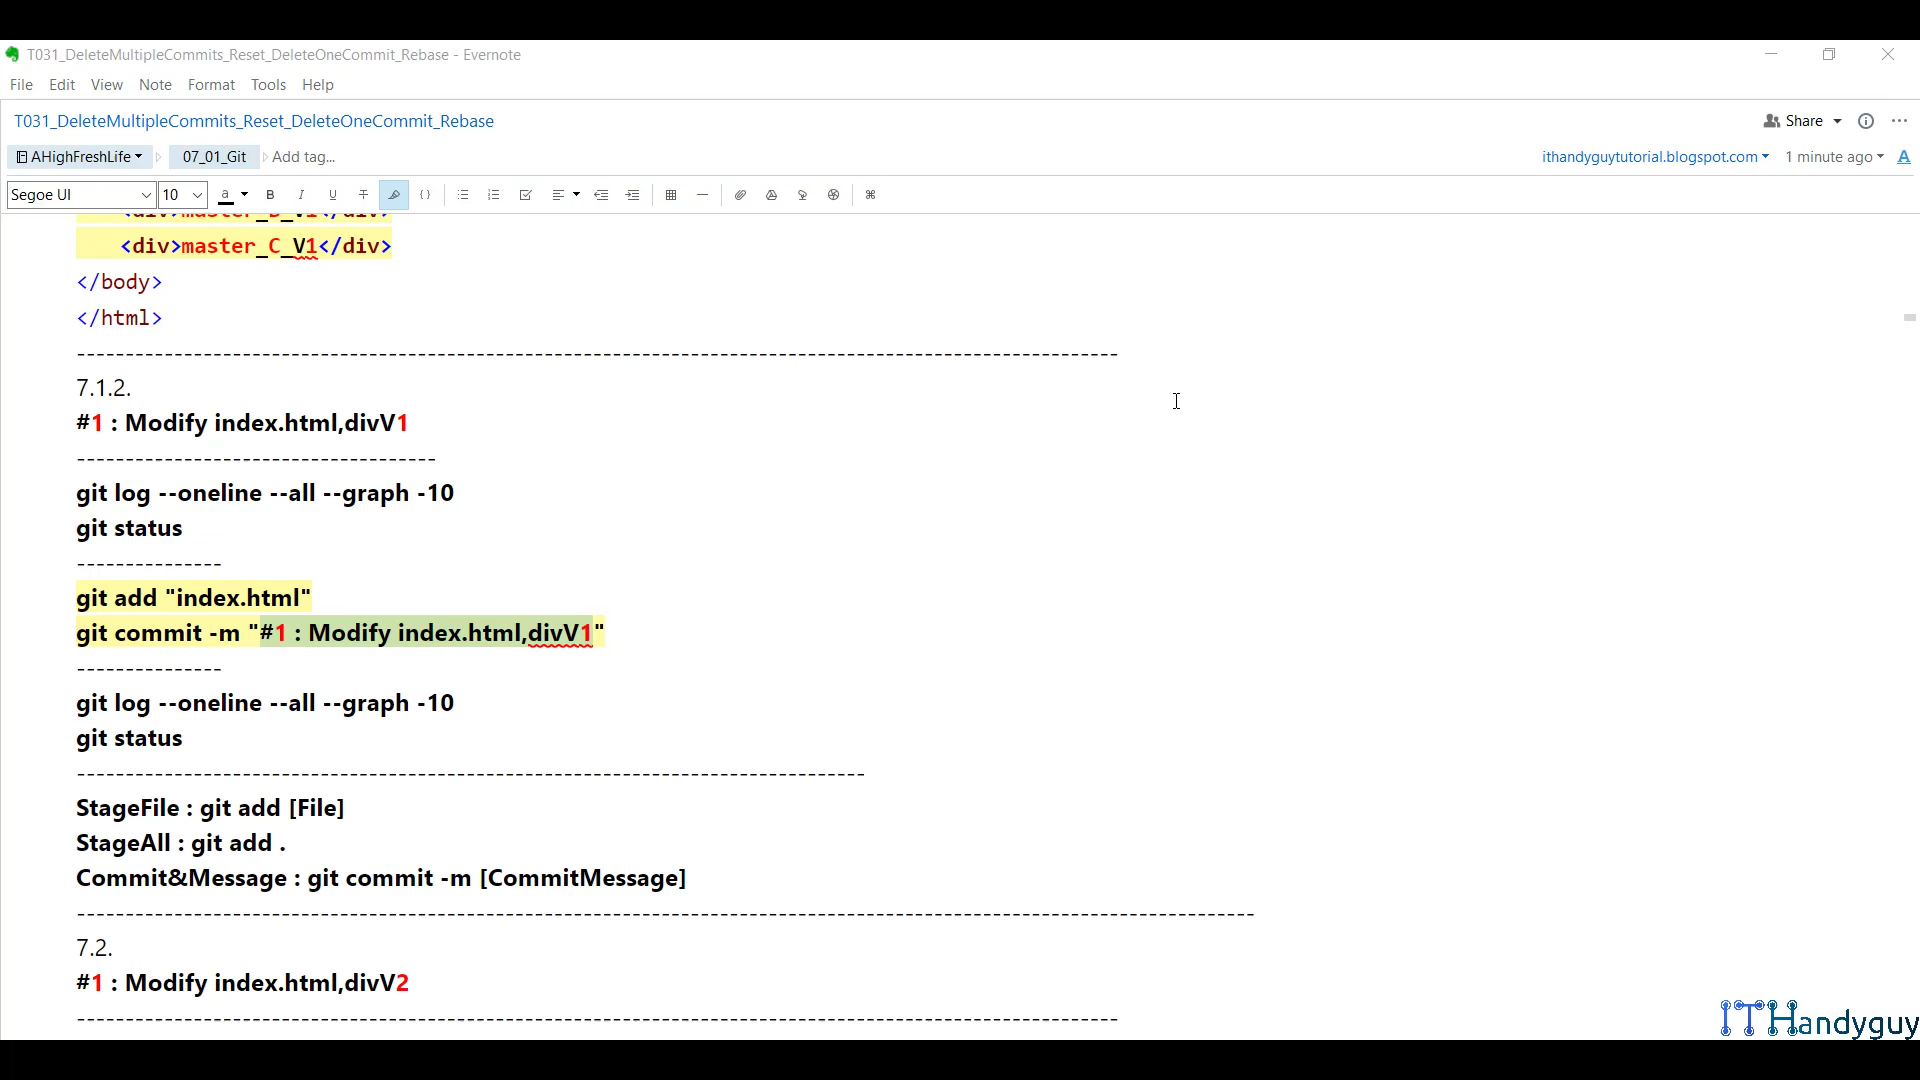 T031_DeleteMultipleCommits_Reset_DeleteOneCommit_Rebase - Evernote
File Edit View Note Format Tools Help
T031_DeleteMultipleCommits_Reset_DeleteOneCommit_Rebase
Share
AHighFreshLife 07_01_Git Add tag...
ithandyguytutorial.blogspot.com 1 minute ago A
Segoe UI 10 a B I U T {}
<div>master_C_V1</div>
</body>
</html>
-----------------------------------------------------------------------------------------------------------
7.1.2.
#1 : Modify index.html,divV1
-------------------------------------
git log --oneline --all --graph -10
git status
---------------
git add "index.html"
git commit -m "#1 : Modify index.html,divV1"
---------------
git log --oneline --all --graph -10
git status
---------------------------------------------------------------------------------
StageFile : git add [File]
StageAll : git add .
Commit&Message : git commit -m [CommitMessage]
-------------------------------------------------------------------------------------------------------------------------
7.2.
#1 : Modify index.html,divV2
-----------------------------------------------------------------------------------------------------------
ITHandyguy